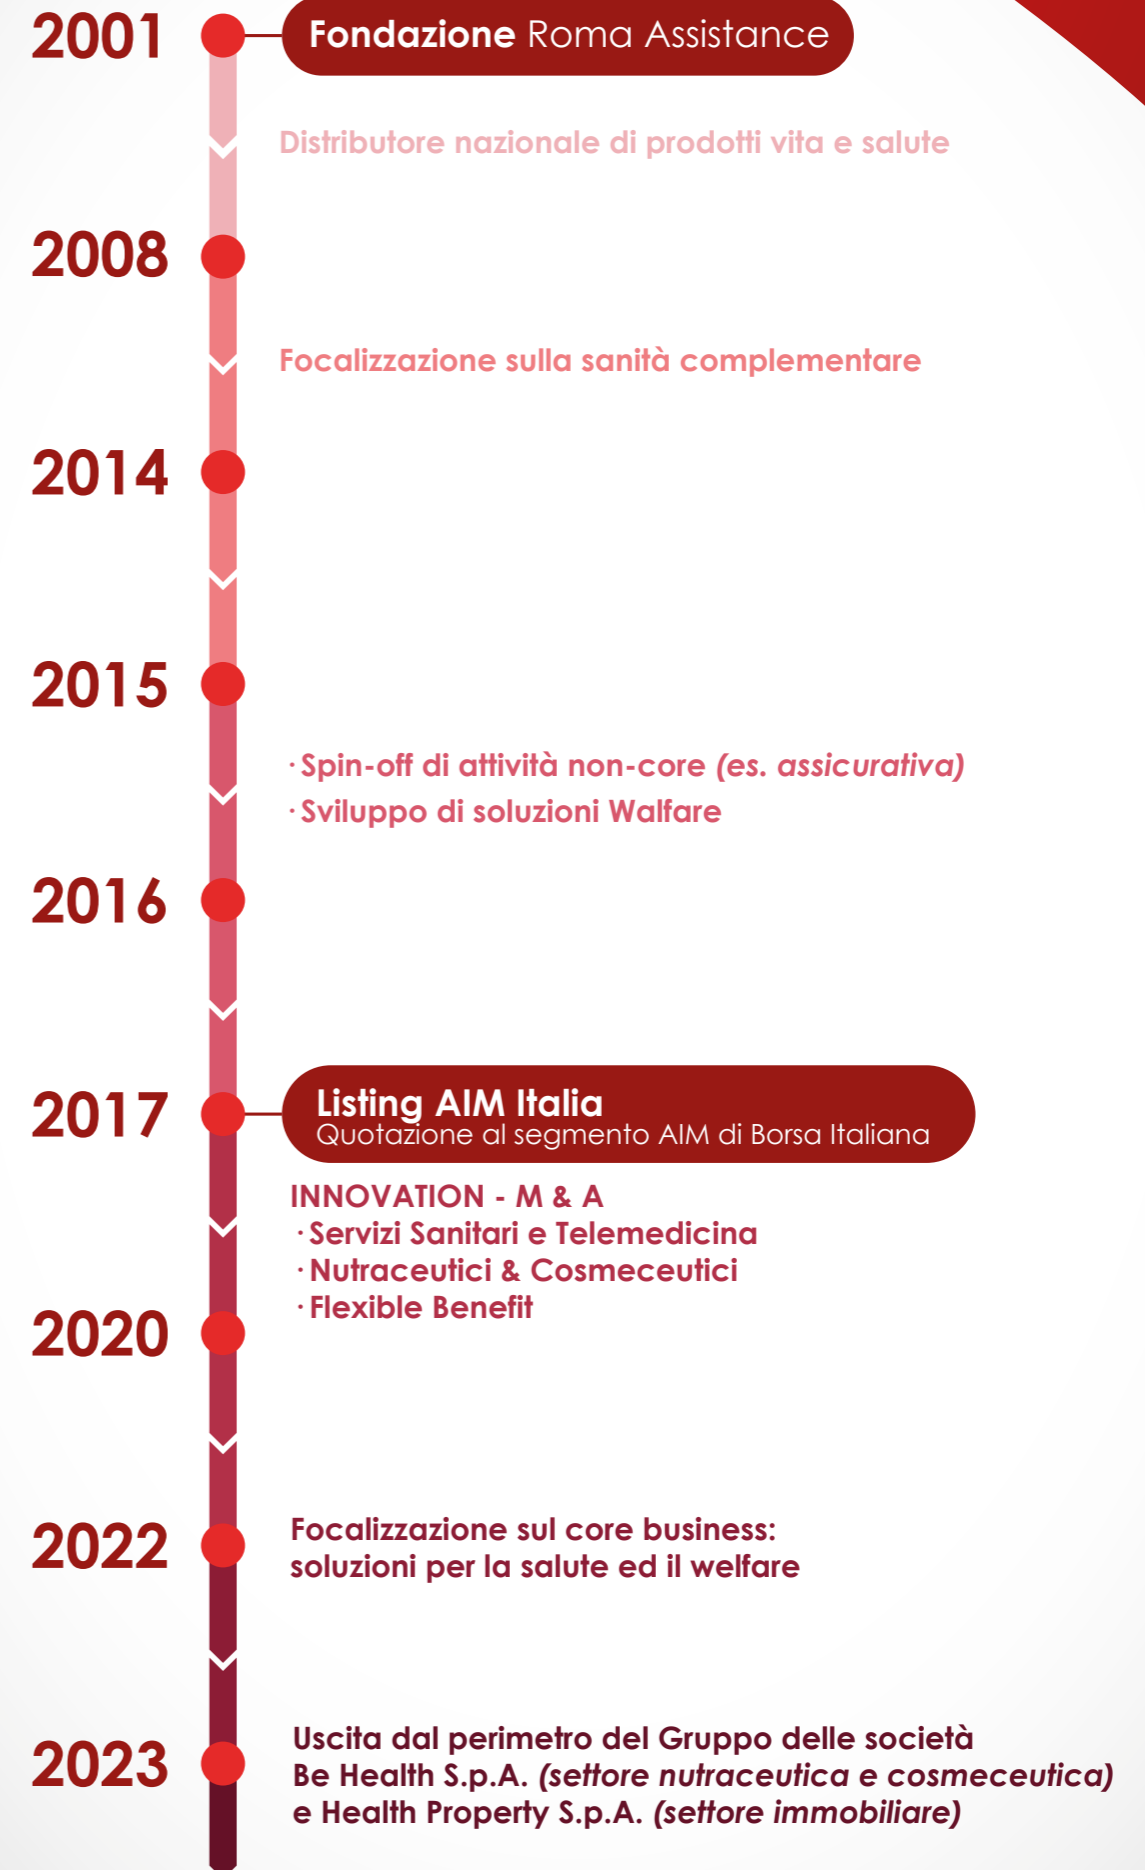 2001
Fondazione Roma Assistance
Distributore nazionale di prodotti vita e salute
2008
Focalizzazione sulla sanità complementare
2014
2015
· Spin-off di attività non-core (es. assicurativa)
· Sviluppo di soluzioni Walfare
2016
2017
Listing AIM Italia
Quotazione al segmento AIM di Borsa Italiana
INNOVATION - M & A
· Servizi Sanitari e Telemedicina
· Nutraceutici & Cosmeceutici
· Flexible Benefit
2020
2022
Focalizzazione sul core business:
soluzioni per la salute ed il welfare
2023
Uscita dal perimetro del Gruppo delle società
Be Health S.p.A. (settore nutraceutica e cosmeceutica)
e Health Property S.p.A. (settore immobiliare)